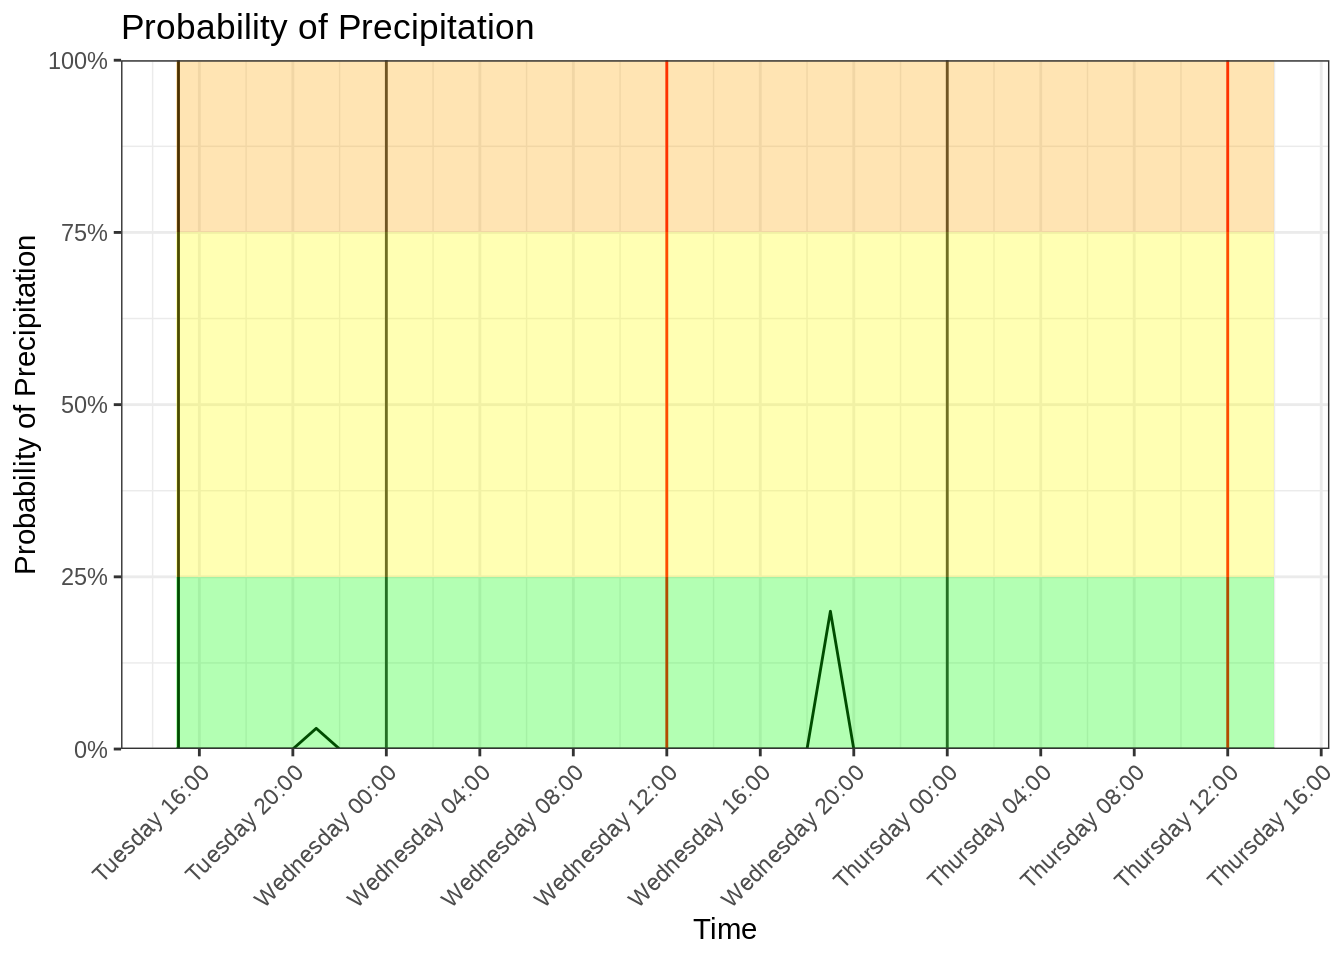 Probability of Precipitation
Probability of Precipitation
100%
75%
50%
25%
0%
Tuesday 16:00
Tuesday 20:00
Wednesday 00:00
Wednesday 04:00
Wednesday 08:00
Wednesday 12:00
Wednesday 16:00
Wednesday 20:00
Thursday 00:00
Thursday 04:00
Thursday 08:00
Thursday 12:00
Thursday 16:00
Time